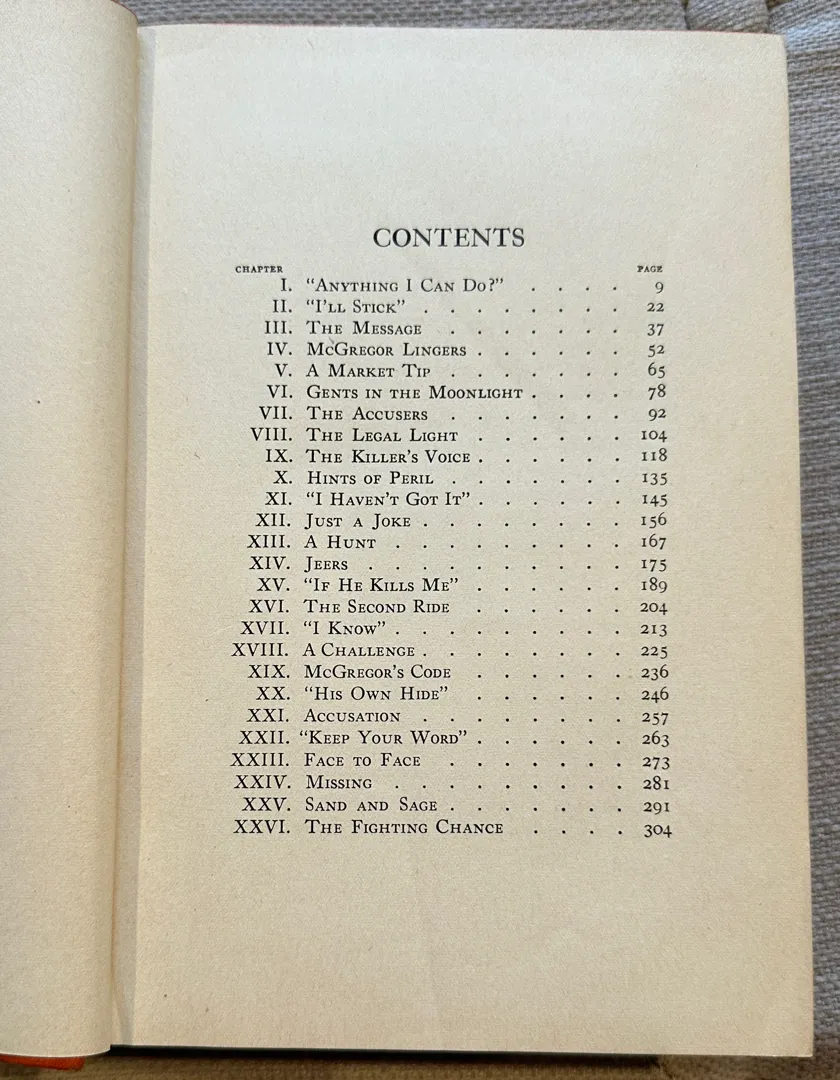 CONTENTS
CHAPTER PAGE
I. “ANYTHING I CAN DO?” . . . . 9
II. “I’LL STICK” . . . . . . . . 22
III. THE MESSAGE . . . . . . . 37
IV. MCGREGOR LINGERS . . . . . . 52
V. A MARKET TIP . . . . . . . 65
VI. GENTS IN THE MOONLIGHT . . . . 78
VII. THE ACCUSERS . . . . . . . 92
VIII. THE LEGAL LIGHT . . . . . . 104
IX. THE KILLER’S VOICE . . . . . . 118
X. HINTS OF PERIL . . . . . . . 135
XI. “I HAVEN’T GOT IT” . . . . . . 145
XII. JUST A JOKE . . . . . . . . 156
XIII. A HUNT . . . . . . . . . 167
XIV. JEERS . . . . . . . . . . 175
XV. “IF HE KILLS ME” . . . . . . 189
XVI. THE SECOND RIDE . . . . . . 204
XVII. “I KNOW” . . . . . . . . . 213
XVIII. A CHALLENGE . . . . . . . . 225
XIX. MCGREGOR’S CODE . . . . . . 236
XX. “HIS OWN HIDE” . . . . . . 246
XXI. ACCUSATION . . . . . . . . 257
XXII. “KEEP YOUR WORD” . . . . . . 263
XXIII. FACE TO FACE . . . . . . . 273
XXIV. MISSING . . . . . . . . . 281
XXV. SAND AND SAGE . . . . . . . 291
XXVI. THE FIGHTING CHANCE . . . . 304